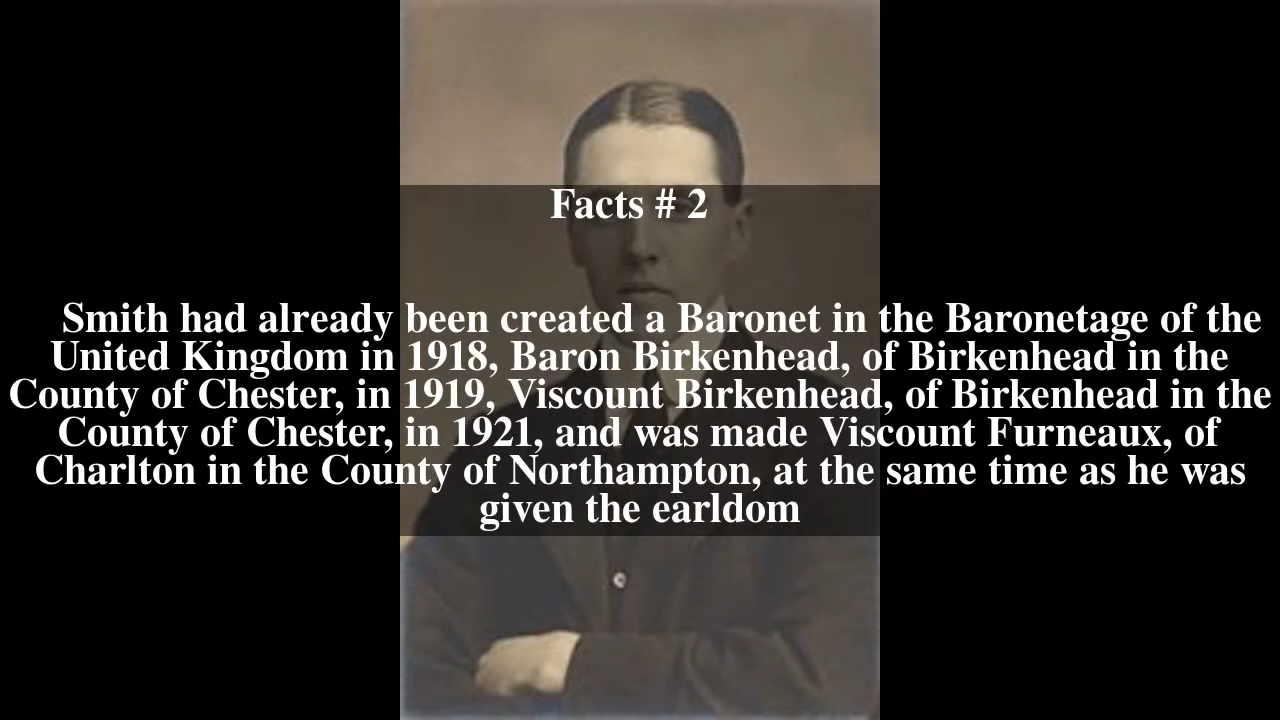 Facts # 2
Smith had already been created a Baronet in the Baronetage of the
United Kingdom in 1918, Baron Birkenhead, of Birkenhead in the
County of Chester, in 1919, Viscount Birkenhead, of Birkenhead in the
County of Chester, in 1921, and was made Viscount Furneaux, of
Charlton in the County of Northampton, at the same time as he was
given the earldom